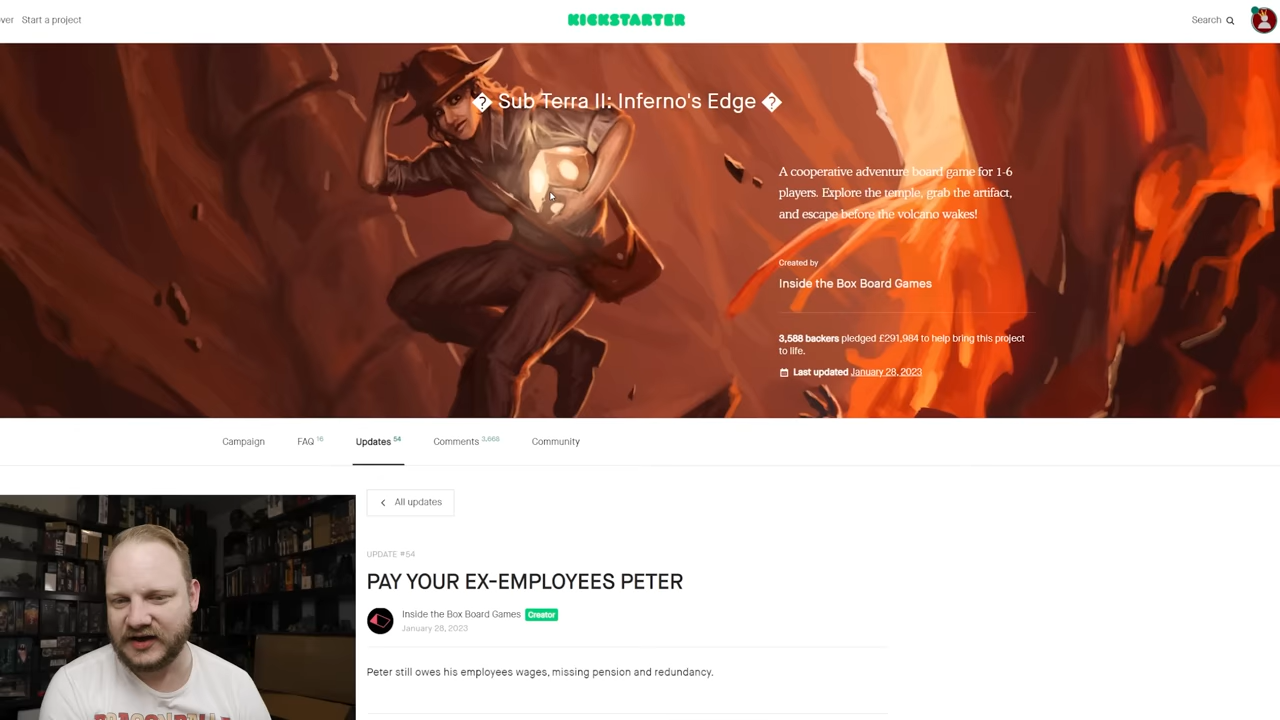 ver Start a project
KICKSTARTER
Search
� Sub Terra II: Inferno's Edge �
A cooperative adventure board game for 1-6
players. Explore the temple, grab the artifact,
and escape before the volcano wakes!
Created by
Inside the Box Board Games
3,588 backers pledged £291,984 to help bring this project
to life.
Last updated January 28, 2023
Campaign FAQ 16 Updates 54 Comments 3,668 Community
All updates
UPDATE #54
PAY YOUR EX-EMPLOYEES PETER
Inside the Box Board Games Creator
January 28, 2023
Peter still owes his employees wages, missing pension and redundancy.